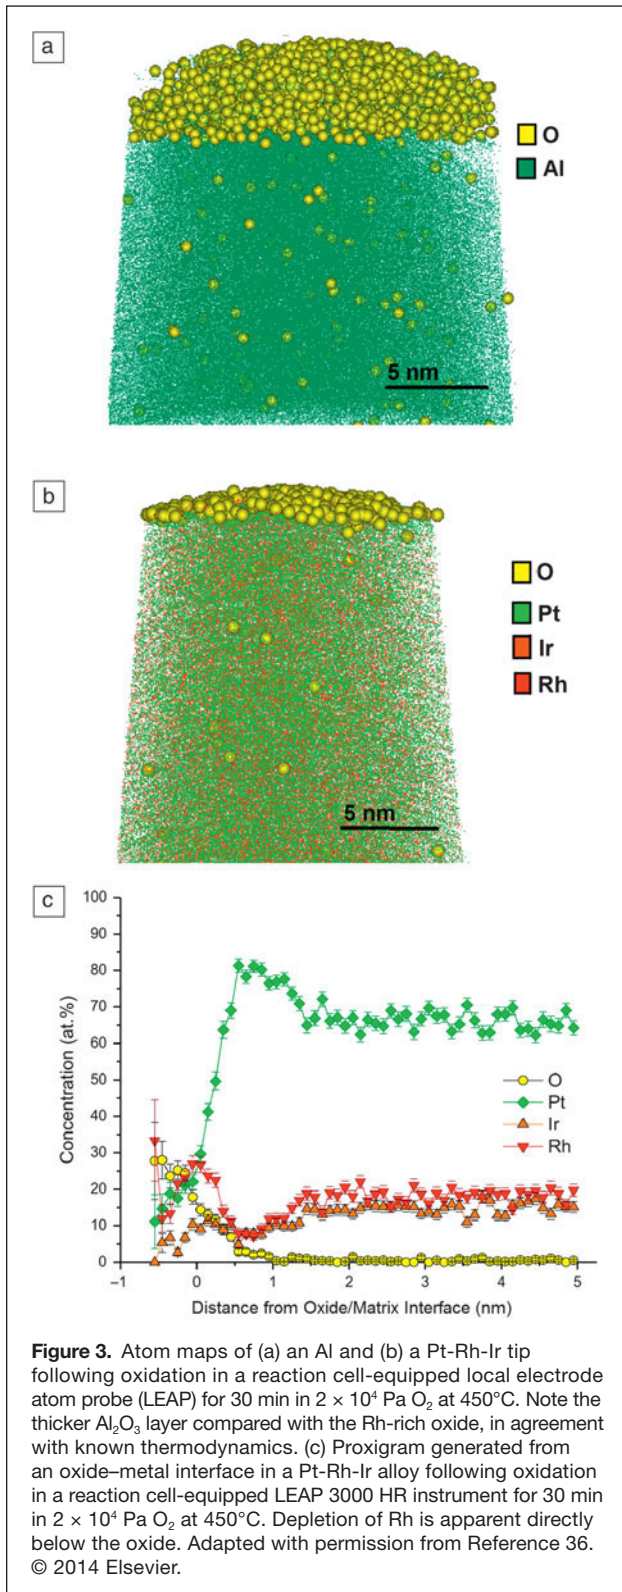 a
O
Al
5 nm
b
O
Pt
Ir
Rh
5 nm
c
100
90
80
70
60
50
40
30
20
10
0
Concentration (at.%)
O
Pt
Ir
Rh
−1 0 1 2 3 4 5
Distance from Oxide/Matrix Interface (nm)
Figure 3. Atom maps of (a) an Al and (b) a Pt-Rh-Ir tip
following oxidation in a reaction cell-equipped local electrode
atom probe (LEAP) for 30 min in 2 × 10⁴ Pa O₂ at 450°C. Note the
thicker Al₂O₃ layer compared with the Rh-rich oxide, in agreement
with known thermodynamics. (c) Proxigram generated from
an oxide–metal interface in a Pt-Rh-Ir alloy following oxidation
in a reaction cell-equipped LEAP 3000 HR instrument for 30 min
in 2 × 10⁴ Pa O₂ at 450°C. Depletion of Rh is apparent directly
below the oxide. Adapted with permission from Reference 36.
© 2014 Elsevier.